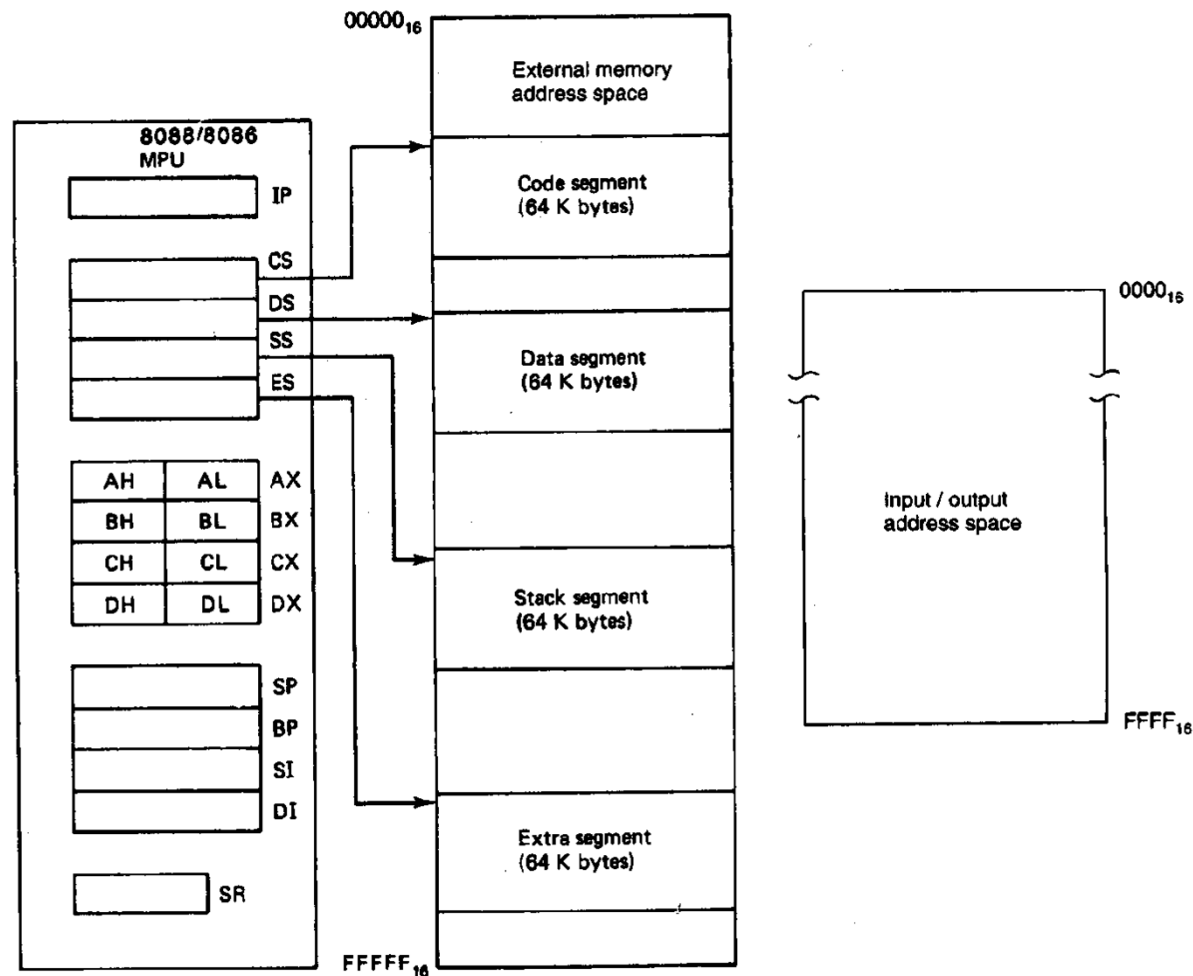 00000₁₆
External memory
address space
8088/8086
MPU
IP
Code segment
(64 K bytes)
CS
DS
SS
ES
Data segment
(64 K bytes)
0000₁₆
AH AL AX
BH BL BX
CH CL CX
DH DL DX
Input / output
address space
Stack segment
(64 K bytes)
SP
BP
SI
DI
FFFF₁₆
Extra segment
(64 K bytes)
SR
FFFFF₁₆